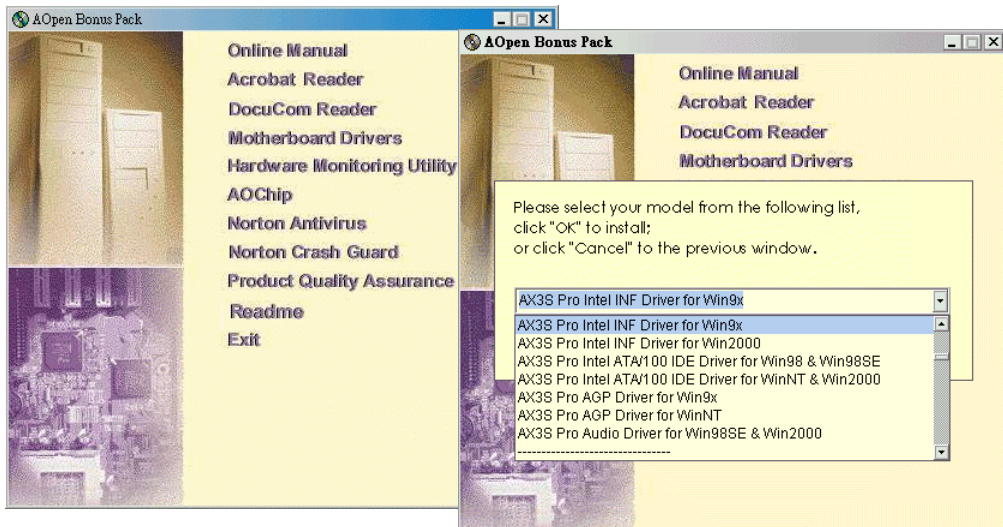 AOpen Bonus Pack
Online Manual
Acrobat Reader
DocuCom Reader
Motherboard Drivers
Hardware Monitoring Utility
AOChip
Norton Antivirus
Norton Crash Guard
Product Quality Assurance
Readme
Exit
AOpen Bonus Pack
Online Manual
Acrobat Reader
DocuCom Reader
Motherboard Drivers
Please select your model from the following list,
click "OK" to install;
or click "Cancel" to the previous window.
AX3S Pro Intel INF Driver for Win9x
AX3S Pro Intel INF Driver for Win9x
AX3S Pro Intel INF Driver for Win2000
AX3S Pro Intel ATA/100 IDE Driver for Win98 & Win98SE
AX3S Pro Intel ATA/100 IDE Driver for WinNT & Win2000
AX3S Pro AGP Driver for Win9x
AX3S Pro AGP Driver for WinNT
AX3S Pro Audio Driver for Win98SE & Win2000
--------------------------------